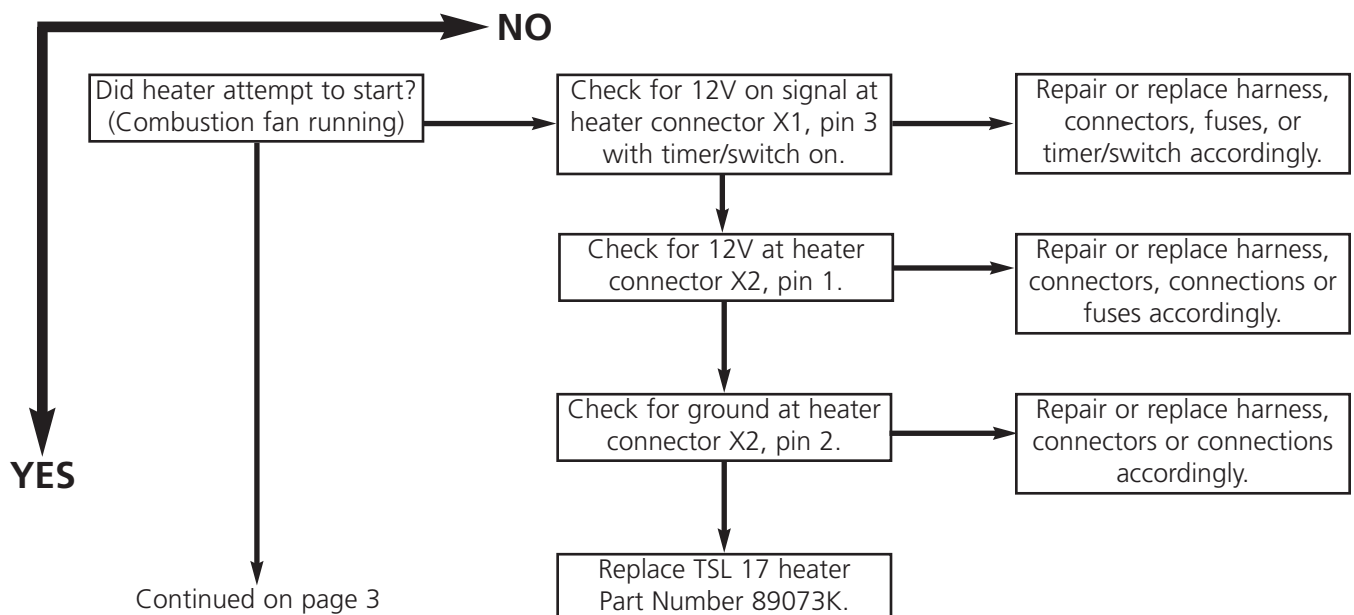 NO
Did heater attempt to start?
(Combustion fan running)
Check for 12V on signal at
heater connector X1, pin 3
with timer/switch on.
Repair or replace harness,
connectors, fuses, or
timer/switch accordingly.
Check for 12V at heater
connector X2, pin 1.
Repair or replace harness,
connectors, connections or
fuses accordingly.
Check for ground at heater
connector X2, pin 2.
Repair or replace harness,
connectors or connections
accordingly.
YES
Continued on page 3
Replace TSL 17 heater
Part Number 89073K.